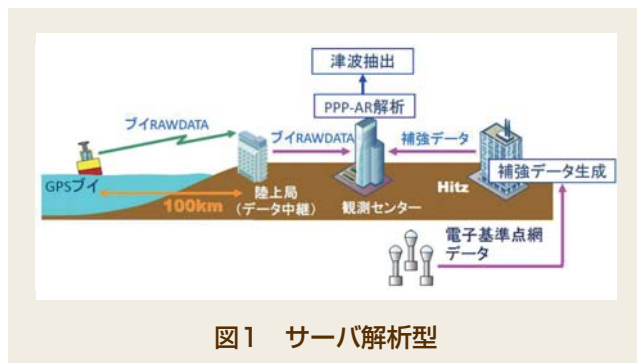 津波抽出
PPP-AR解析
ブイRAWDATA
ブイRAWDATA
補強データ
補強データ生成
GPSブイ
100km
陸上局
(データ中継)
観測センター
Hitz
電子基準点網
データ
図1 サーバ解析型